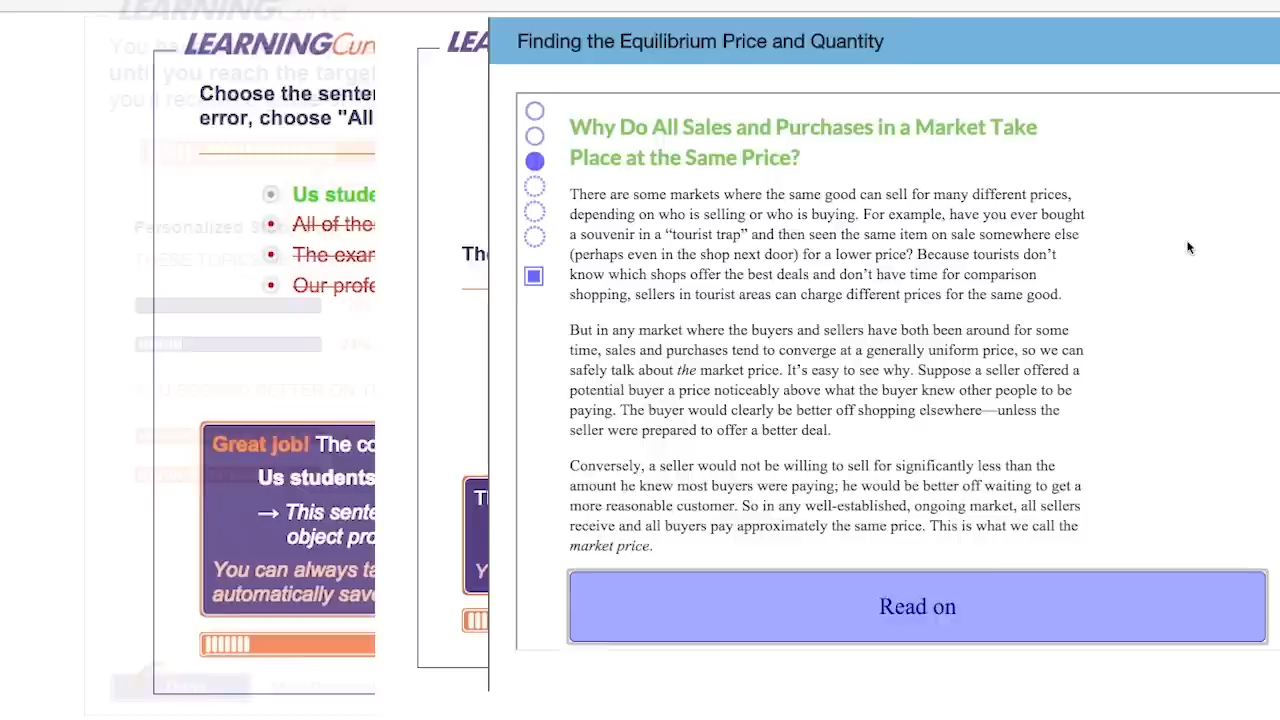 LEARNING Curve
LEARNINGCur
Choose the senten
error, choose "All
Us stude
All of the
The exar
Our profe
Great job! The co
Us students
→ This sente
object pro
You can always ta
automatically save
LEA
The
T
Y
Finding the Equilibrium Price and Quantity
Why Do All Sales and Purchases in a Market Take
Place at the Same Price?
There are some markets where the same good can sell for many different prices,
depending on who is selling or who is buying. For example, have you ever bought
a souvenir in a “tourist trap” and then seen the same item on sale somewhere else
(perhaps even in the shop next door) for a lower price? Because tourists don’t
know which shops offer the best deals and don’t have time for comparison
shopping, sellers in tourist areas can charge different prices for the same good.
But in any market where the buyers and sellers have both been around for some
time, sales and purchases tend to converge at a generally uniform price, so we can
safely talk about the market price. It’s easy to see why. Suppose a seller offered a
potential buyer a price noticeably above what the buyer knew other people to be
paying. The buyer would clearly be better off shopping elsewhere—unless the
seller were prepared to offer a better deal.
Conversely, a seller would not be willing to sell for significantly less than the
amount he knew most buyers were paying; he would be better off waiting to get a
more reasonable customer. So in any well-established, ongoing market, all sellers
receive and all buyers pay approximately the same price. This is what we call the
market price.
Read on